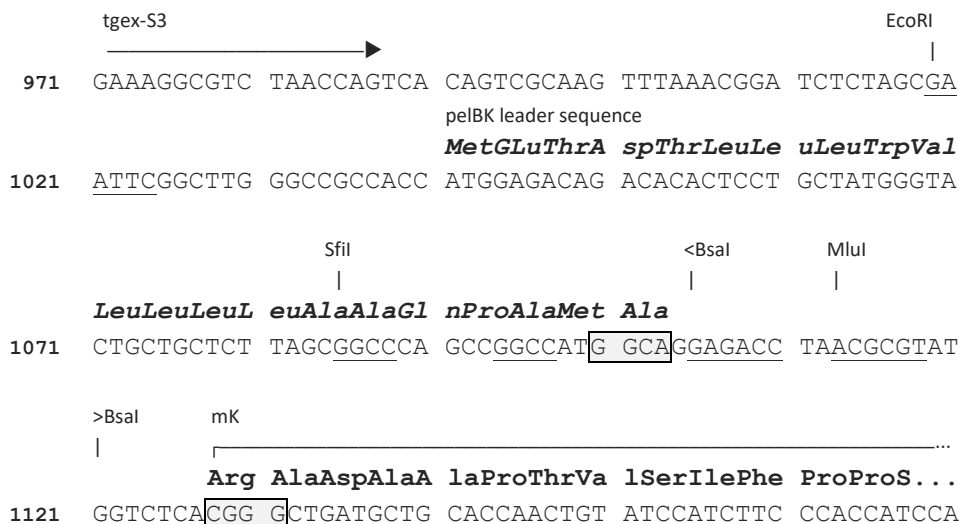 tgex-S3 EcoRI
971 GAAAGGCGTC TAACCAGTCA CAGTCGCAAG TTTAAACGGA TCTCTAGCGA
pelBK leader sequence
MetGLuThrA spThrLeuLe uLeuTrpVal
1021 ATTCGGCTTG GGCCGCCACC ATGGAGACAG ACACACTCCT GCTATGGGTA
SfiI <BsaI MluI
LeuLeuLeuL euAlaAlaGl nProAlaMet Ala
1071 CTGCTGCTCT TAGCGGCCCA GCCGGCCATG GCAGGAGACC TAACGCGTAT
>BsaI mK
Arg AlaAspAlaA laProThrVa lSerIlePhe ProProS...
1121 GGTCTCACGG GCTGATGCTG CACCAACTGT ATCCATCTTC CCACCATCCA